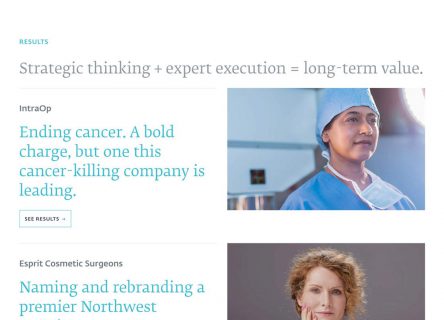 RESULTS
Strategic thinking + expert execution = long-term value.
IntraOp
Ending cancer. A bold
charge, but one this
cancer-killing company is
leading.
SEE RESULTS →
Esprit Cosmetic Surgeons
Naming and rebranding a
premier Northwest